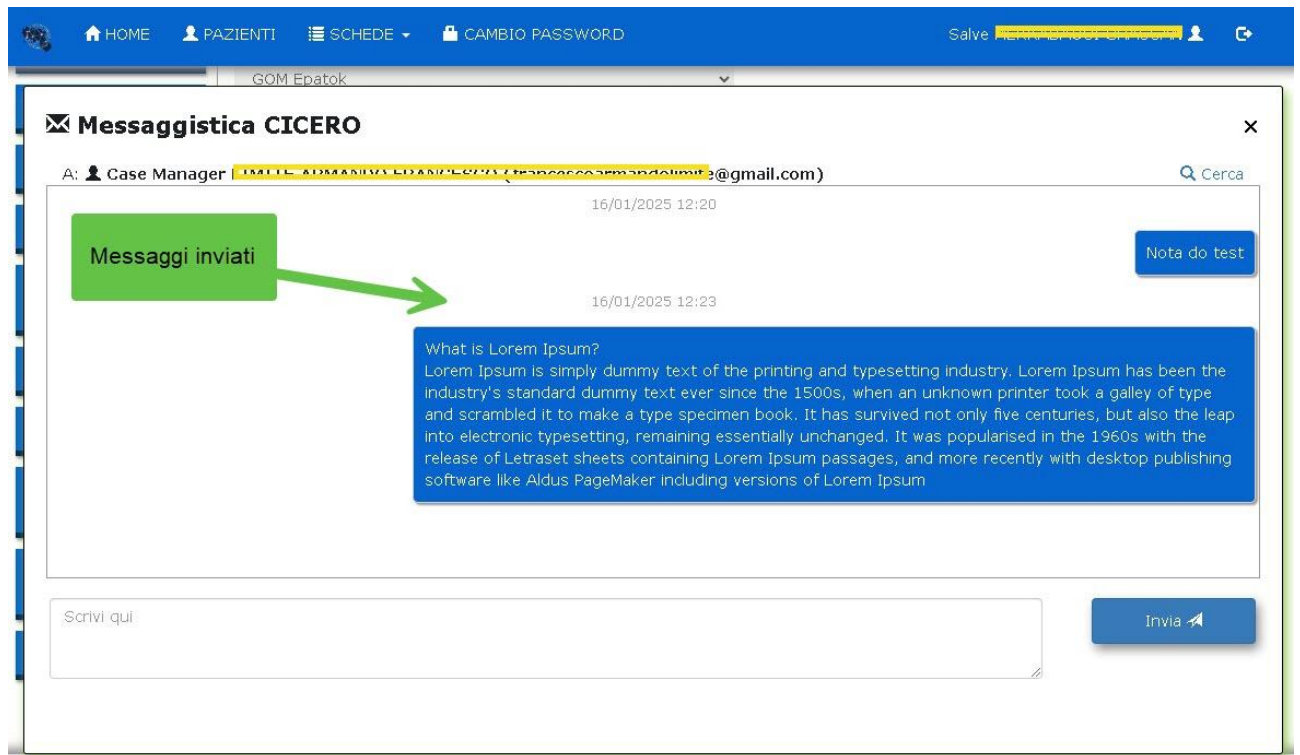 HOME PAZIENTI SCHEDE CAMBIO PASSWORD Salve
GOM Epatok
Messaggistica CICERO
A: Case Manager @gmail.com) Cerca
16/01/2025 12:20
Messaggi inviati
Nota do test
16/01/2025 12:23
What is Lorem Ipsum?
Lorem Ipsum is simply dummy text of the printing and typesetting industry. Lorem Ipsum has been the
industry's standard dummy text ever since the 1500s, when an unknown printer took a galley of type
and scrambled it to make a type specimen book. It has survived not only five centuries, but also the leap
into electronic typesetting, remaining essentially unchanged. It was popularised in the 1960s with the
release of Letraset sheets containing Lorem Ipsum passages, and more recently with desktop publishing
software like Aldus PageMaker including versions of Lorem Ipsum
Scrivi qui
Invia